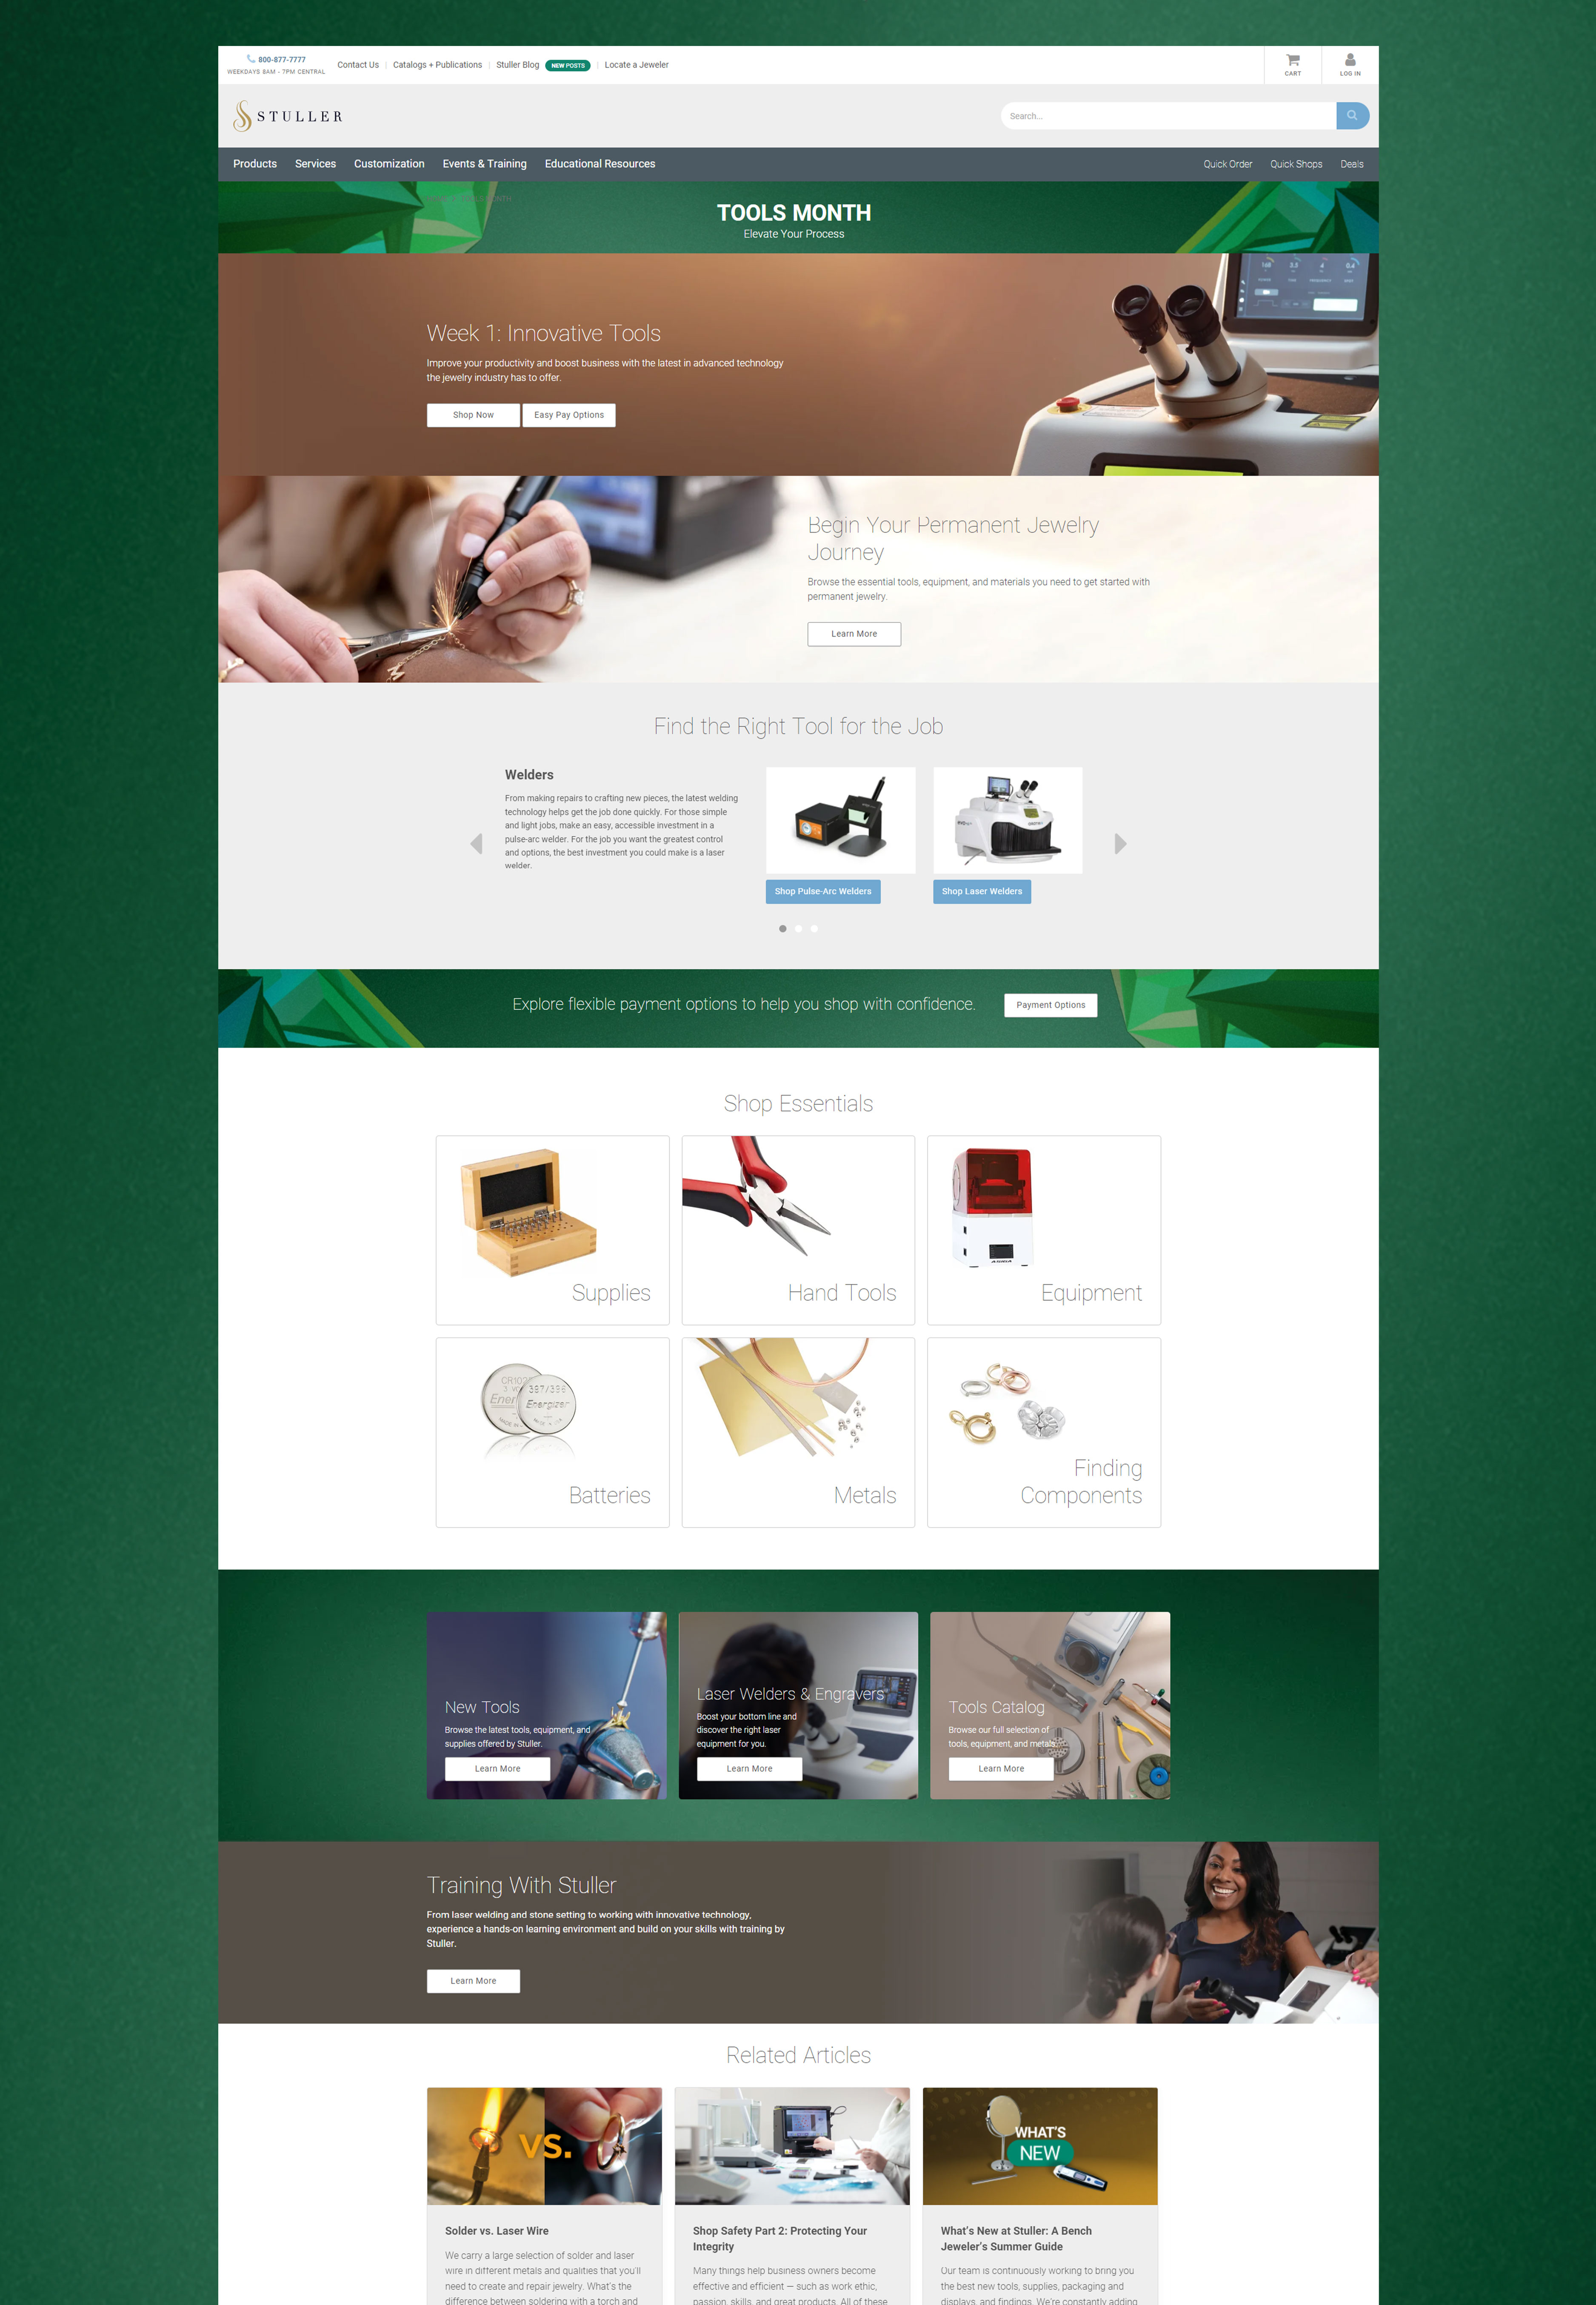 800-877-7777
WEEKDAYS 8AM - 7PM CENTRAL
Contact Us | Catalogs + Publications | Stuller Blog NEW POSTS | Locate a Jeweler
CART
LOG IN
STULLER
Search...
Products Services Customization Events & Training Educational Resources
Quick Order Quick Shops Deals
TOOLS MONTH
Elevate Your Process
Week 1: Innovative Tools
Improve your productivity and boost business with the latest in advanced technology
the jewelry industry has to offer.
Shop Now Easy Pay Options
Begin Your Permanent Jewelry
Journey
Browse the essential tools, equipment, and materials you need to get started with
permanent jewelry.
Learn More
Find the Right Tool for the Job
Welders
From making repairs to crafting new pieces, the latest welding
technology helps get the job done quickly. For those simple
and light jobs, make an easy, accessible investment in a
pulse-arc welder. For the job you want the greatest control
and options, the best investment you could make is a laser
welder.
Shop Pulse-Arc Welders
Shop Laser Welders
Explore flexible payment options to help you shop with confidence.
Payment Options
Shop Essentials
Supplies
Hand Tools
Equipment
397/396
Energizer
Batteries
Metals
Finding
Components
New Tools
Browse the latest tools, equipment, and
supplies offered by Stuller.
Learn More
Laser Welders & Engravers
Boost your bottom line and
discover the right laser
equipment for you.
Learn More
Tools Catalog
Browse our full selection of
tools, equipment, and metals.
Learn More
Training With Stuller
From laser welding and stone setting to working with innovative technology,
experience a hands-on learning environment and build on your skills with training by
Stuller.
Learn More
Related Articles
VS.
WHAT'S
NEW
Solder vs. Laser Wire
We carry a large selection of solder and laser
wire in different metals and qualities that you'll
need to create and repair jewelry. What's the
difference between soldering with a torch and
Shop Safety Part 2: Protecting Your
Integrity
Many things help business owners become
effective and efficient — such as work ethic,
passion, skills, and great products. All of these
What's New at Stuller: A Bench
Jeweler's Summer Guide
Our team is continuously working to bring you
the best new tools, supplies, packaging and
displays, and findings. We're constantly adding